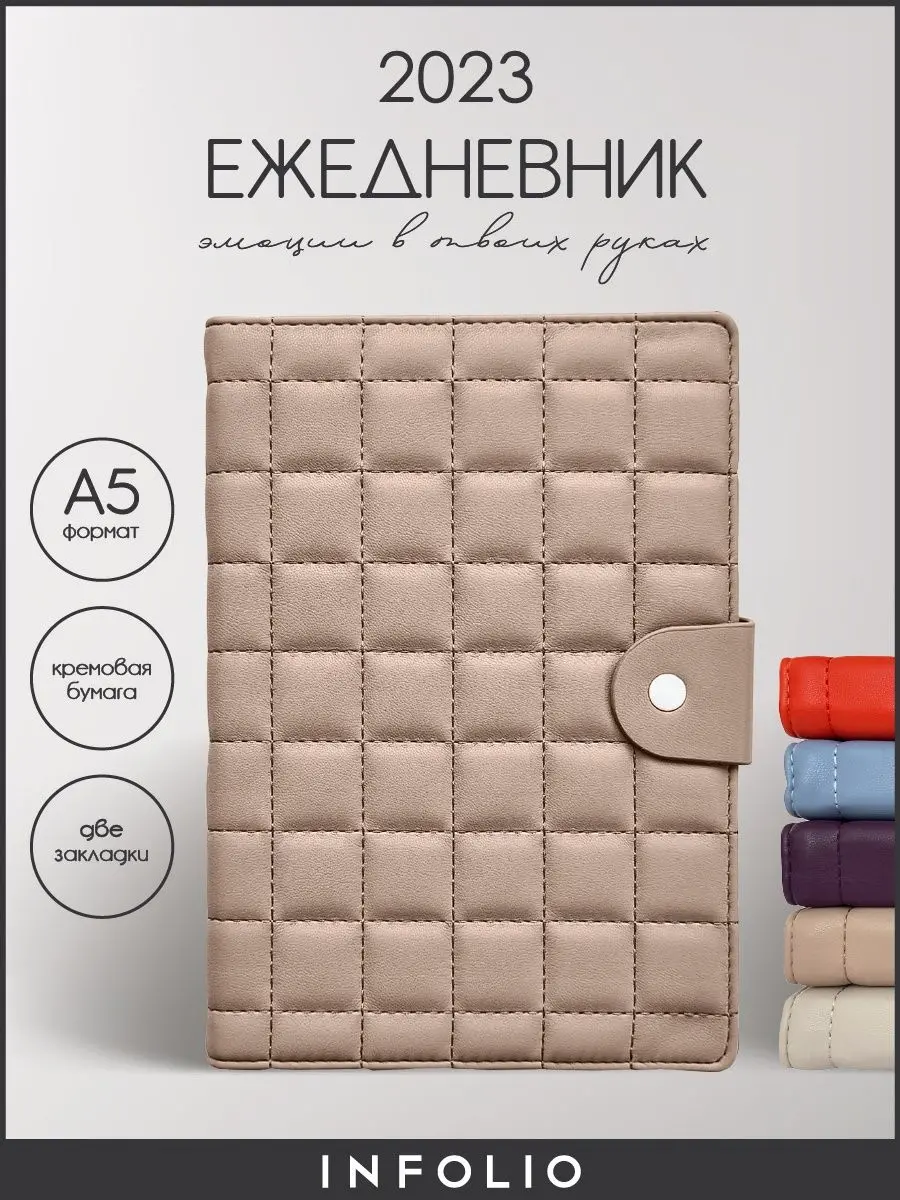 2023
ЕЖЕДНЕВНИК
эмоции в твоих руках
А5
формат
кремовая
бумага
две
закладки
INFOLIO